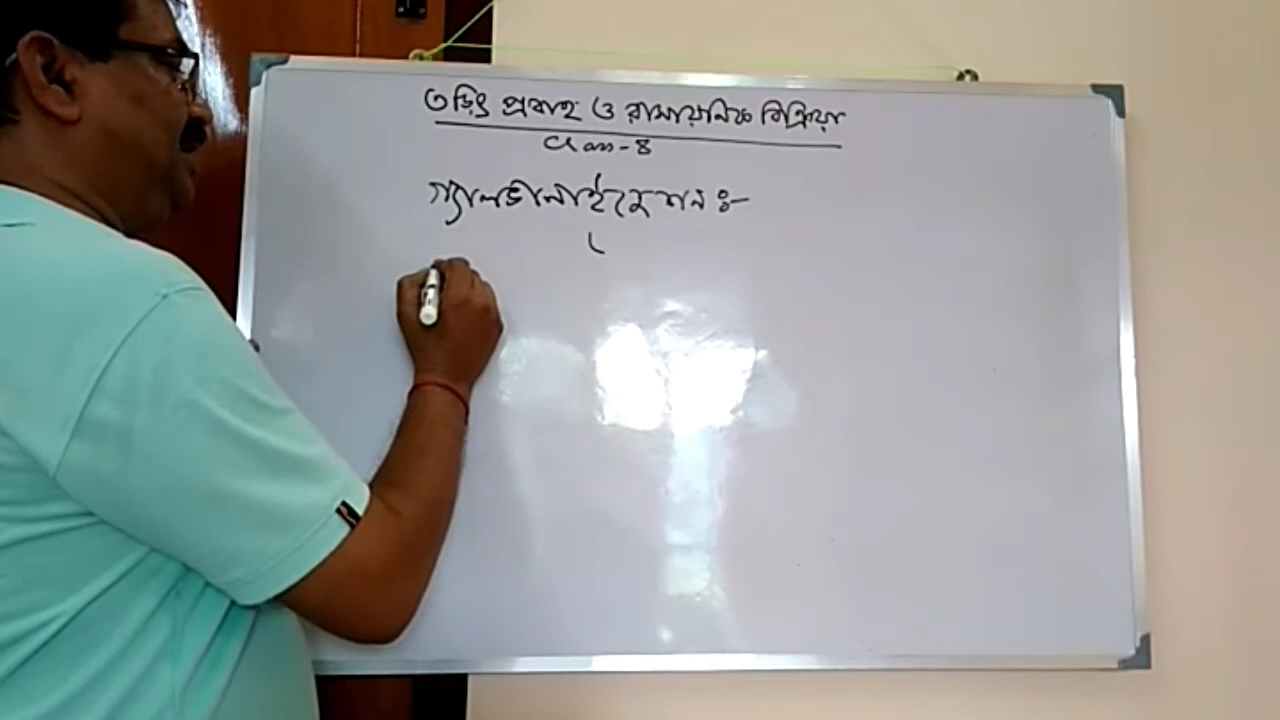 তড়িৎ প্রবাহ ও রাসায়নিক বিক্রিয়া
Class-8
গ্যালভানাইজেশন ঃ-